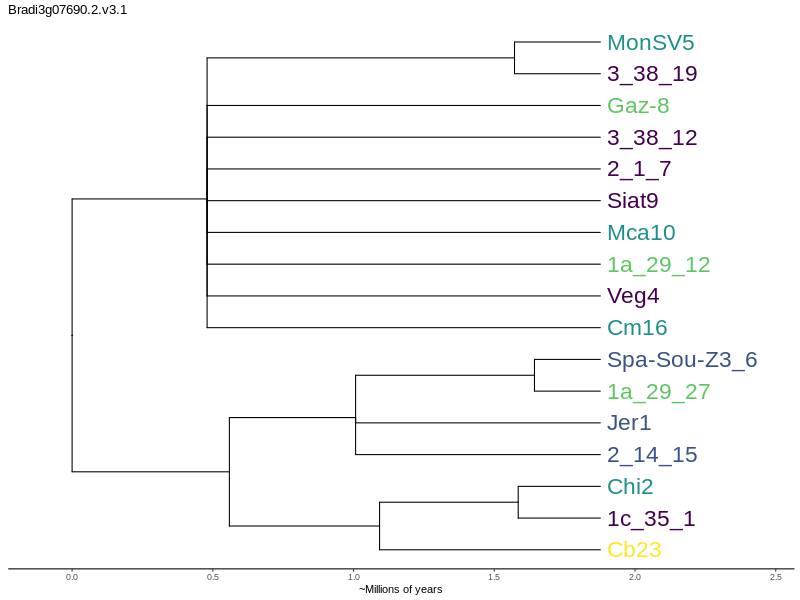 Bradi3g07690.2.v3.1
MonSV5
3_38_19
Gaz-8
3_38_12
2_1_7
Siat9
Mca10
1a_29_12
Veg4
Cm16
Spa-Sou-Z3_6
1a_29_27
Jer1
2_14_15
Chi2
1c_35_1
Cb23
0.0 0.5 1.0 1.5 2.0 2.5
~Millions of years